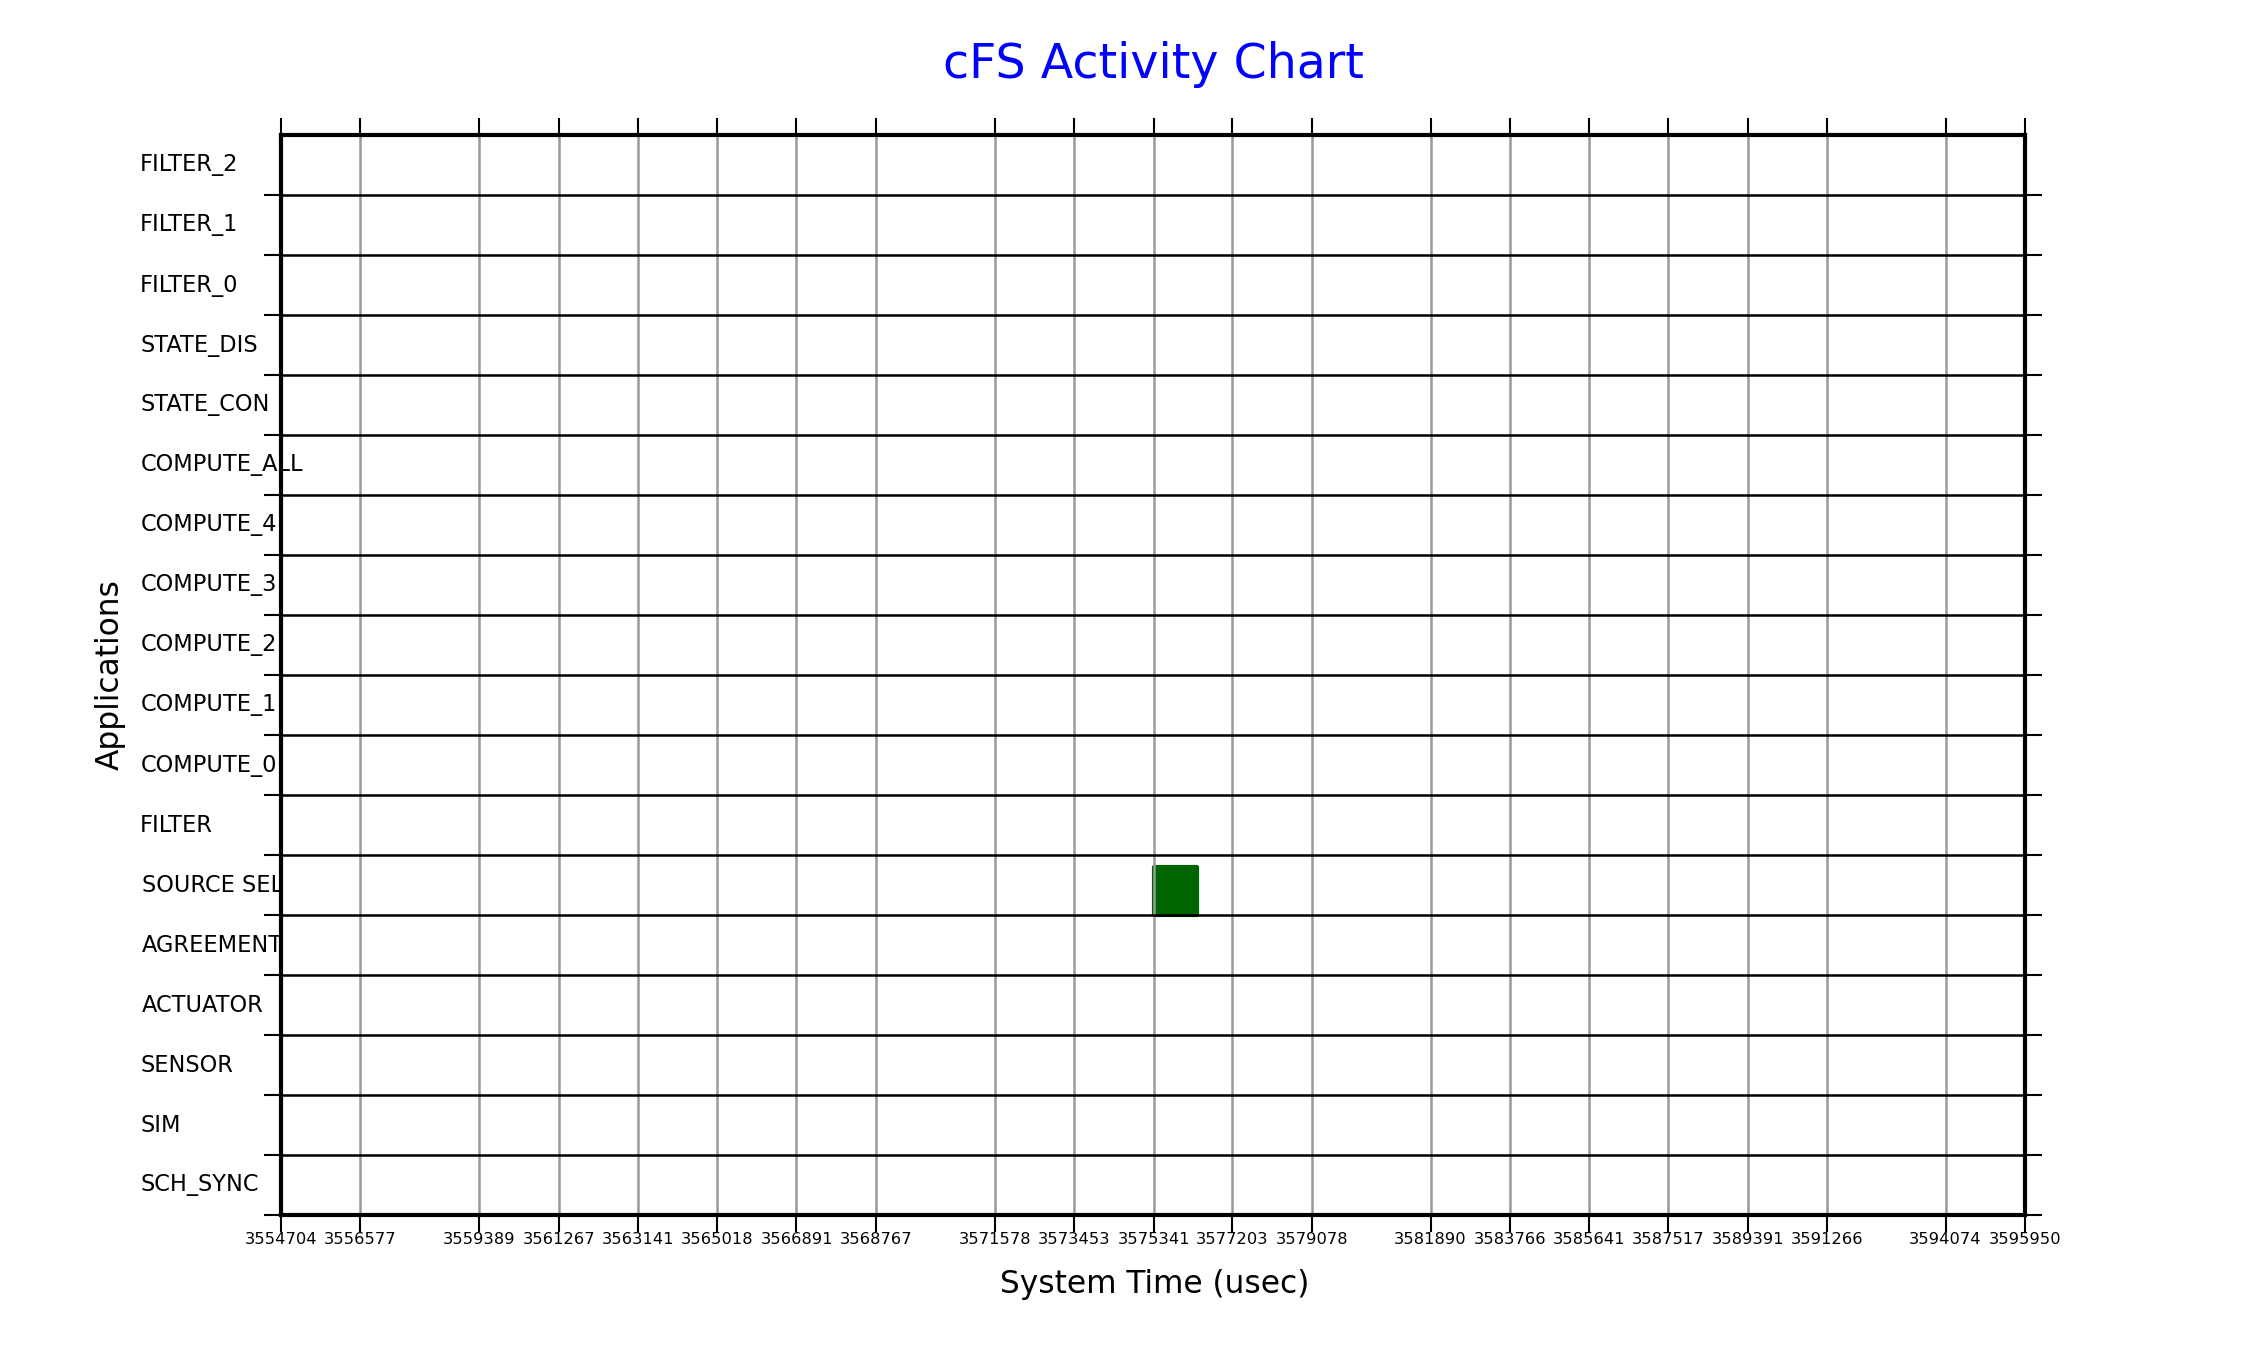 cFS Activity Chart
FILTER_2
FILTER_1
FILTER_0
STATE_DIS
STATE_CON
COMPUTE_ALL
COMPUTE_4
COMPUTE_3
COMPUTE_2
COMPUTE_1
COMPUTE_0
FILTER
SOURCE SEL
AGREEMENT
ACTUATOR
SENSOR
SIM
SCH_SYNC
Applications
3554704 3556577 3559389 3561267 3563141 3565018 3566891 3568767 3571578 3573453 3575341 3577203 3579078 3581890 3583766 3585641 3587517 3589391 3591266 3594074 3595950
System Time (usec)